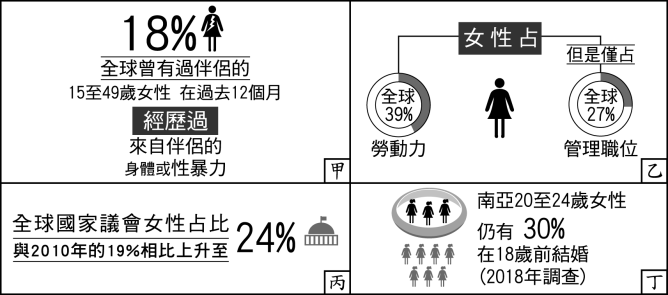 18%
全球曾有過伴侶的
15至49歲女性 在過去12個月
經歷過
來自伴侶的
身體或性暴力
甲
女性占
但是僅占
全球
39%
勞動力
全球
27%
管理職位
乙
全球國家議會女性占比
與2010年的19%相比上升至
24%
丙
南亞20至24歲女性
仍有 30%
在18歲前結婚
(2018年調查)
丁